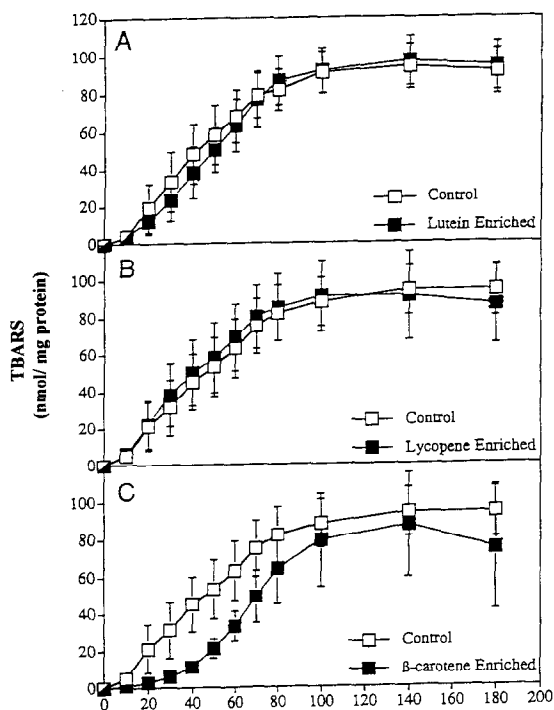 TBARS
(nmol/ mg protein)
A
120
100
80
60
40
20
0
Control
Lutein Enriched
B
100
80
60
40
20
0
Control
Lycopene Enriched
C
100
80
60
40
20
0
Control
ß-carotene Enriched
0 20 40 60 80 100 120 140 160 180 200